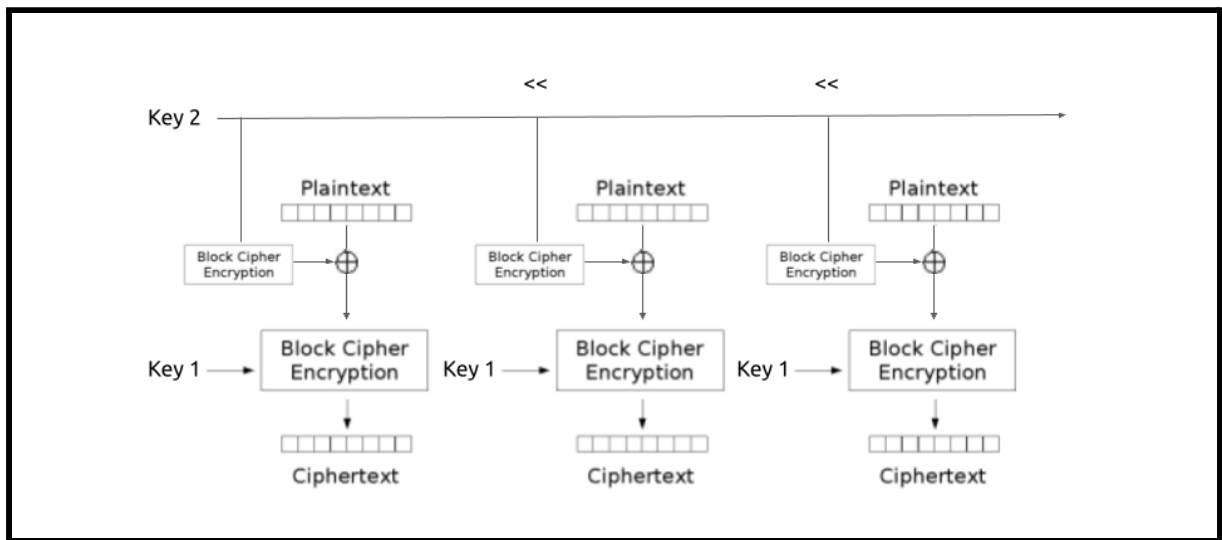 << <<
Key 2
Plaintext Plaintext Plaintext
Block Cipher Block Cipher Block Cipher
Encryption Encryption Encryption
Block Cipher Block Cipher Block Cipher
Key 1 Key 1 Key 1
Encryption Encryption Encryption
Ciphertext Ciphertext Ciphertext